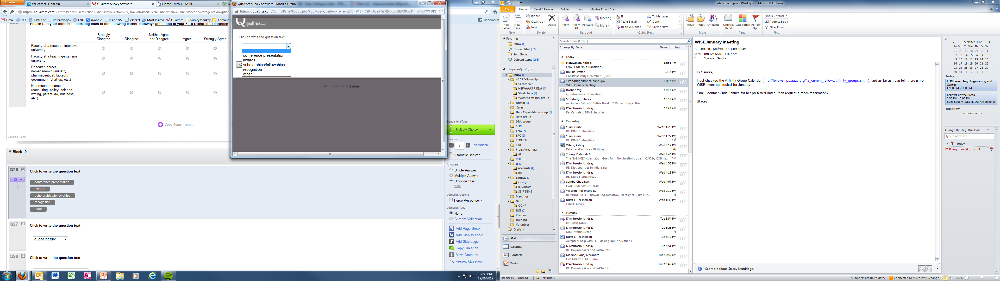 Firefox
Welcome! | LinkedIn
Qualtrics Survey Software
Home - MeSH - NCBI
https://s.qualtrics.com/ControlPanel/?ClientAction=EditSurvey&Section=SV_3mC28nv6SarHSeN&SubSection=&SubSubSection=&PageActionOptions
Gmail NSF FastLane Research.gov ENG iGoogle inside NSF eJacket Most Visited Qualtrics SurveyMonkey Thesaurus
Bookmarks
Please rate your interest in pursuing each of the following career pathways at the end of your EFRI research experience
Strongly Disagree Disagree Neither Agree nor Disagree Agree Strongly Agree
Faculty at a research-intensive
university
Faculty at a teaching-intensive
university
Research career,
non-academic (industry,
pharmaceutical, biotech,
government, start-up, etc.)
Non-research career
(consulting, policy, science
writing, patent law, business,
etc.)
Copy Items From...
Minimize Block
Block 10
Q26 Click to write the question text
conference presentation
awards
scholarships/fellowships
recognition
other
Q27 Click to write the question text
guest lecture
Q28 Click to write the question text
Qualtrics Survey Software - Mozilla Firefox
https://s.qualtrics.com/ControlPanel/PopUp.php?PopType=QuestionPreview&SID=SV_3mC28nv6SarHSeN&QID=QID43&WID=_WINDOW_PREV
qualtrics.com
Click to write the question text
conference presentation
awards
scholarships/fellowships
recognition
other
Survey Powered By Qualtrics
Change Item Type
Multiple Choice
Choices
5 Edit Multiple
Automatic Choices
Answers
Single Answer
Multiple Answer
Dropdown List
More
Validation Options
Force Response
Validation Type
None
Custom Validation
Add Page Break
Add Display Logic
Add Skip Logic
Copy Question
Move Question
Preview Question
12:59 PM
12/06/2012
Inbox - schapman@nsf.gov - Microsoft Outlook
File Home Send / Receive Folder View McAfee E-mail Scan
New E-mail New Items
New
Ignore
Clean Up
Junk
Delete
Delete
Reply Reply All Forward
Meeting
More
Respond
IT
Team E-mail
Reply & Delete
To Manager
Done
Create New
Quick Steps
Move Rules OneNote
Move
Unread/ Read Categorize Follow Up
Tags
Find a Contact
Address Book
Filter E-mail
Find
Favorites
Inbox (1)
Unread Mail (32)
Sent Items
Deleted Items (158)
schapman@nsf.gov
Inbox (1)
AAAS fellowship
Career Fair
NSF/AAAS P E&A (4)
Shark Tank (1)
Womens affinity group
Admin (1)
Career
Data Capabilities Group (1)
Data group
DRA group
EFRI
ENG (7)
ERC (2)
FEDEVAL
FIRE
From Alexandra
AEI
I/UCRC
IT (2)
accounts (4)
pw
Lindsay (2)
George
IIP Adcom
SBIR DIMS
Meetings
Nano
OCNR
NSF (2)
Personal
Training
Volunteer
Drafts [4]
Mail
Calendar
Contacts
Tasks
Search Inbox (Ctrl+E)
Arrange By: Date Newest on top
Today
Narayanan, Kesh S. 12:54 PM
ENG Leadership Transitions
Rollins, Evette 12:14 PM
Christmas Party December 19, 2012
sstandridge@nnco.nano.gov 11:07 AM
WISE January meeting
Roshan Vig 11:07 AM
QuestionPro - Information
Standridge, Stacey 10:53 AM
reminder - Fellows' Coffee Break - 2:30 pm today at Buzz
D'Ambrosio, Lindsay 10:43 AM
Re: Canceled: DIMS check-in
Yesterday
Yuan, Grace Wed 11:25 PM
RE: DIMS Status/Recap
Yuan, Grace Wed 11:22 PM
RE: DIMS Status/Recap
White, Ashley Wed 6:17 PM
Kate's and Yaihara's Birthdays!!
Young, Deborah B. Wed 4:45 PM
The "SAMMIE" Nomination Goes To... -Nominiations due in OAD by COB ne...
D'Ambrosio, Lindsay Wed 4:38 PM
RE: Discrepancies in intial sales
D'Ambrosio, Lindsay Wed 4:18 PM
RE: DIMS Status/Recap
Sandra Chapman Wed 4:07 PM
Fwd: DIMS Status/Recap
Wesson, Rosemarie D. Wed 2:12 PM
REMINDER!!! EFRI Brown Bag Tomorrow, December 6, Rm II-555
Burrell, Reeshemah Wed 1:32 PM
Gibbs' survey
Tuesday
D'Ambrosio, Lindsay Tue 6:54 PM
re: status DIMS
D'Ambrosio, Lindsay Tue 6:25 PM
DIMS Status/Recap
Burrell, Reeshemah Tue 6:12 PM
Accepted: help with EFRI demographic questions
D'Ambrosio, Lindsay Tue 4:51 PM
RE: Dawnbreaker and LARTA Info
Medina-Borja, Alexandra Tue 10:56 AM
FW: I/UCRC DIMS status
D'Ambrosio, Lindsay Tue 10:46 AM
RE: Dawnbreaker and LARTA Info
WISE January meeting
sstandridge@nnco.nano.gov
Sent: Thu 12/06/2012 11:07 AM
To: Chapman, Sandra
Hi Sandra,
I just checked the Affinity Group Calendar (http://fellowships.aaas.org/12_current_fellows/affinity_groups.shtml), and as far as I can tell, there is no
WISE event scheduled for January.
Shall I contact Chris Jahnke for her preferred dates, then request a room reservation?
Stacey
See more about: Stacey Standridge.
December 2012
Su Mo Tu We Th Fr Sa
25 26 27 28 29 30 1
2 3 4 5 6 7 8
9 10 11 12 13 14 15
16 17 18 19 20 21 22
23 24 25 26 27 28 29
30 31 1 2 3 4 5
Today
EFRI brown bag: Engineering and
Cancer
12:00 PM - 1:00 PM
Fellows Coffee Break
2:30 PM - 3:00 PM
Buzz Bakery - 818 N. Quincy Street (e
Tomorrow
3 appointments
Arrange By: Flag: Due Date
Type a new task
Today
EFRI Logic model ppt sdl 1...
Items: 45 Unread: 1 Reminders: 1
All folders are up to date. Connected to Microsoft Exchange 100%